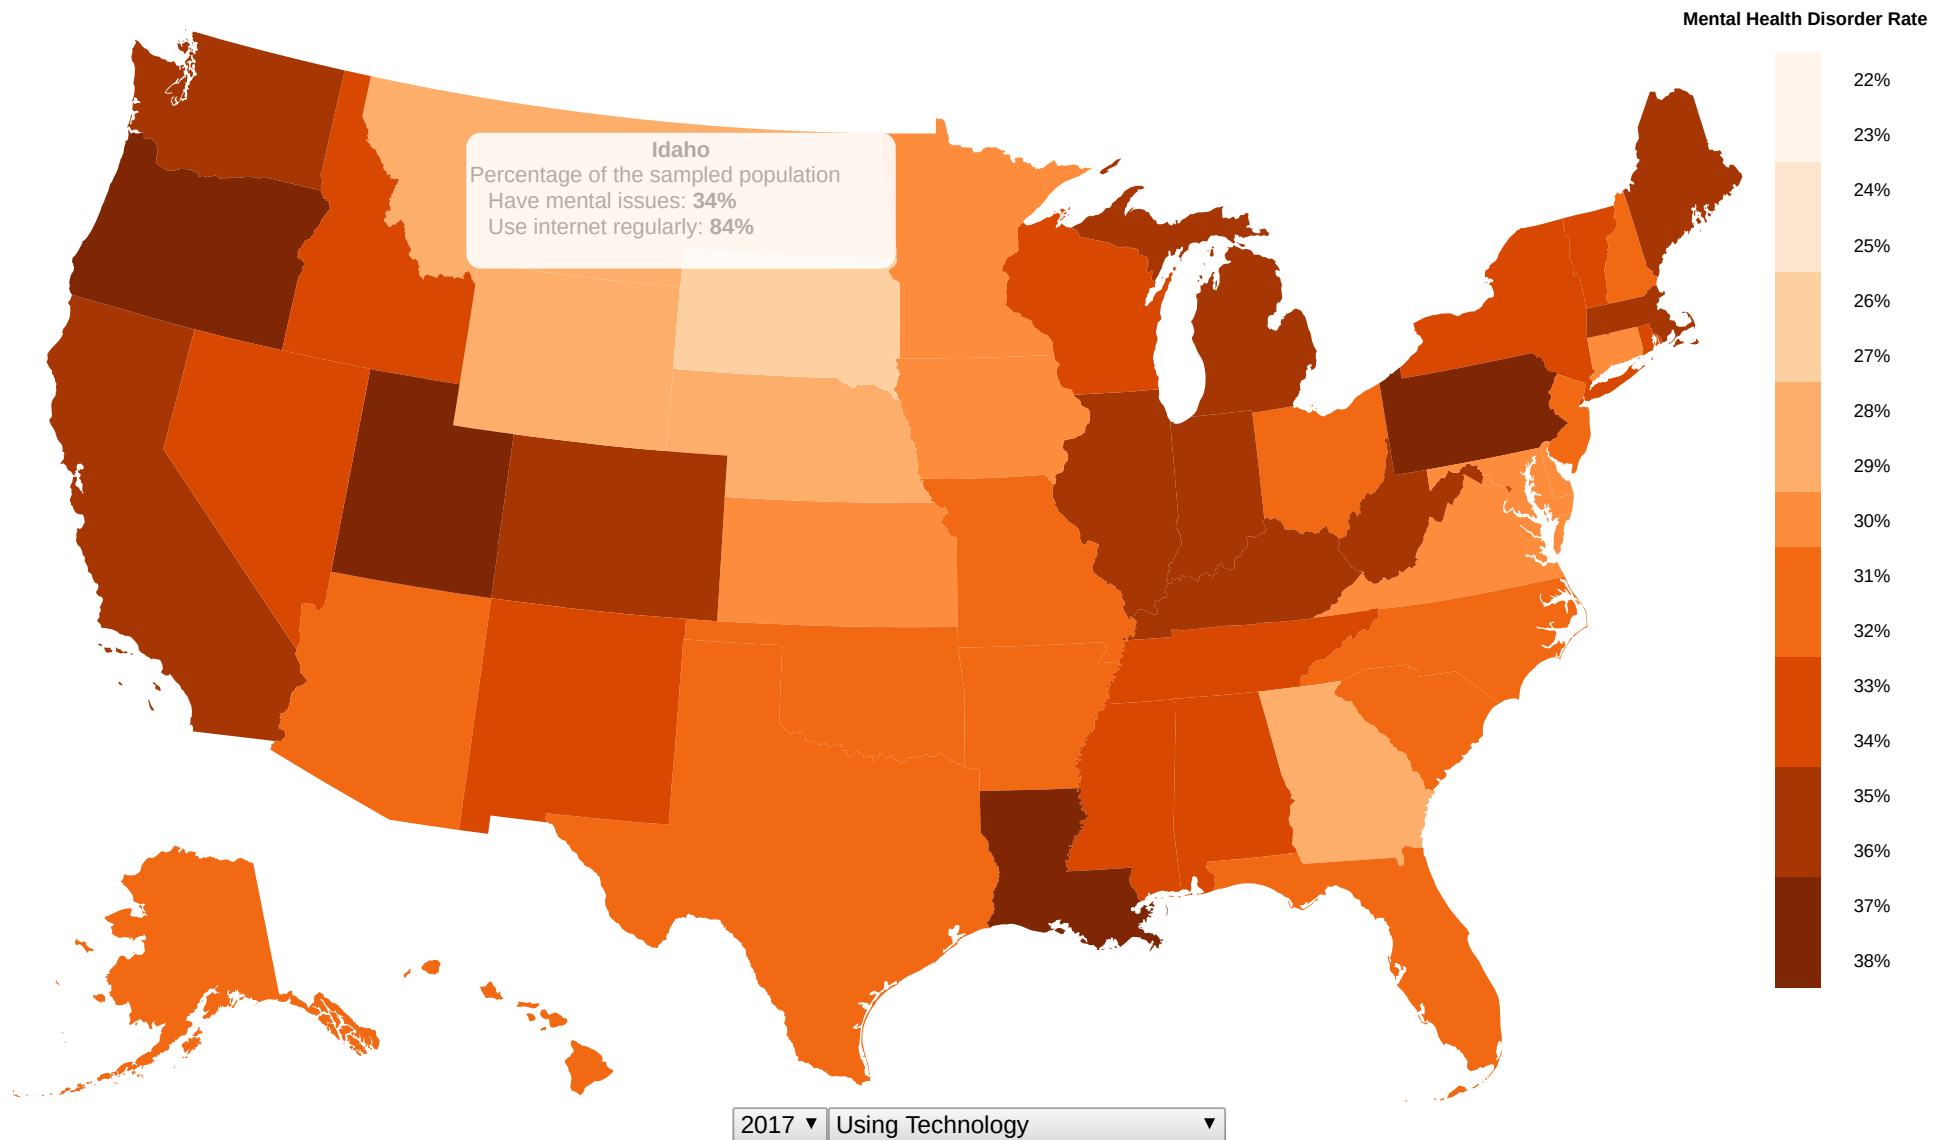 Mental Health Disorder Rate
22%
23%
24%
25%
26%
27%
28%
29%
30%
31%
32%
33%
34%
35%
36%
37%
38%
Idaho
Percentage of the sampled population
Have mental issues: 34%
Use internet regularly: 84%
2017 ▼ Using Technology ▼